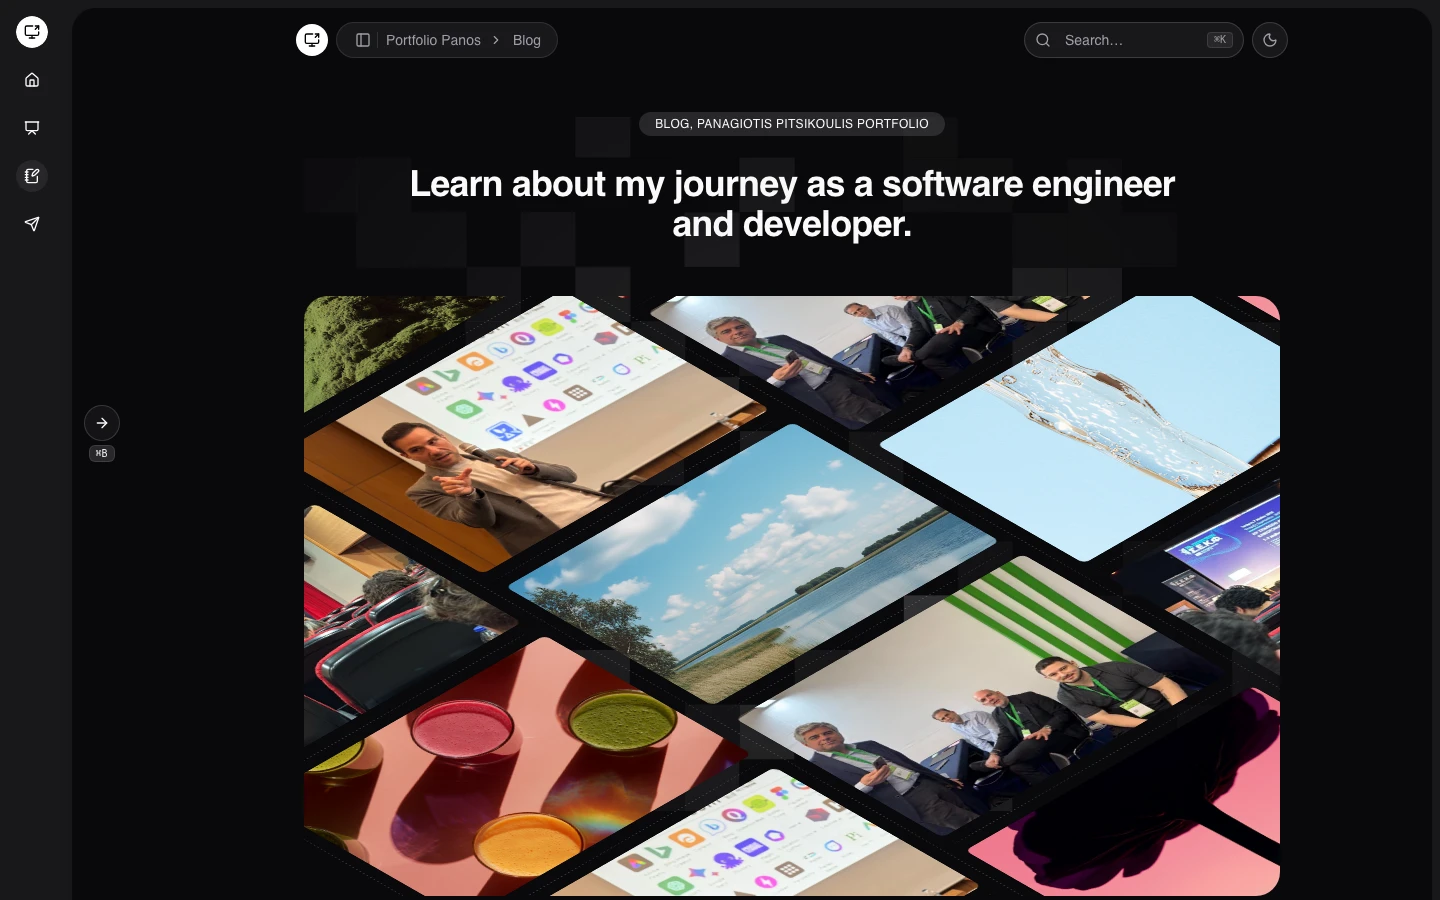 Portfolio Panos
Blog
Search...
⌘K
BLOG, PANAGIOTIS PITSIKOULIS PORTFOLIO
Learn about my journey as a software engineer
and developer.
⌘B